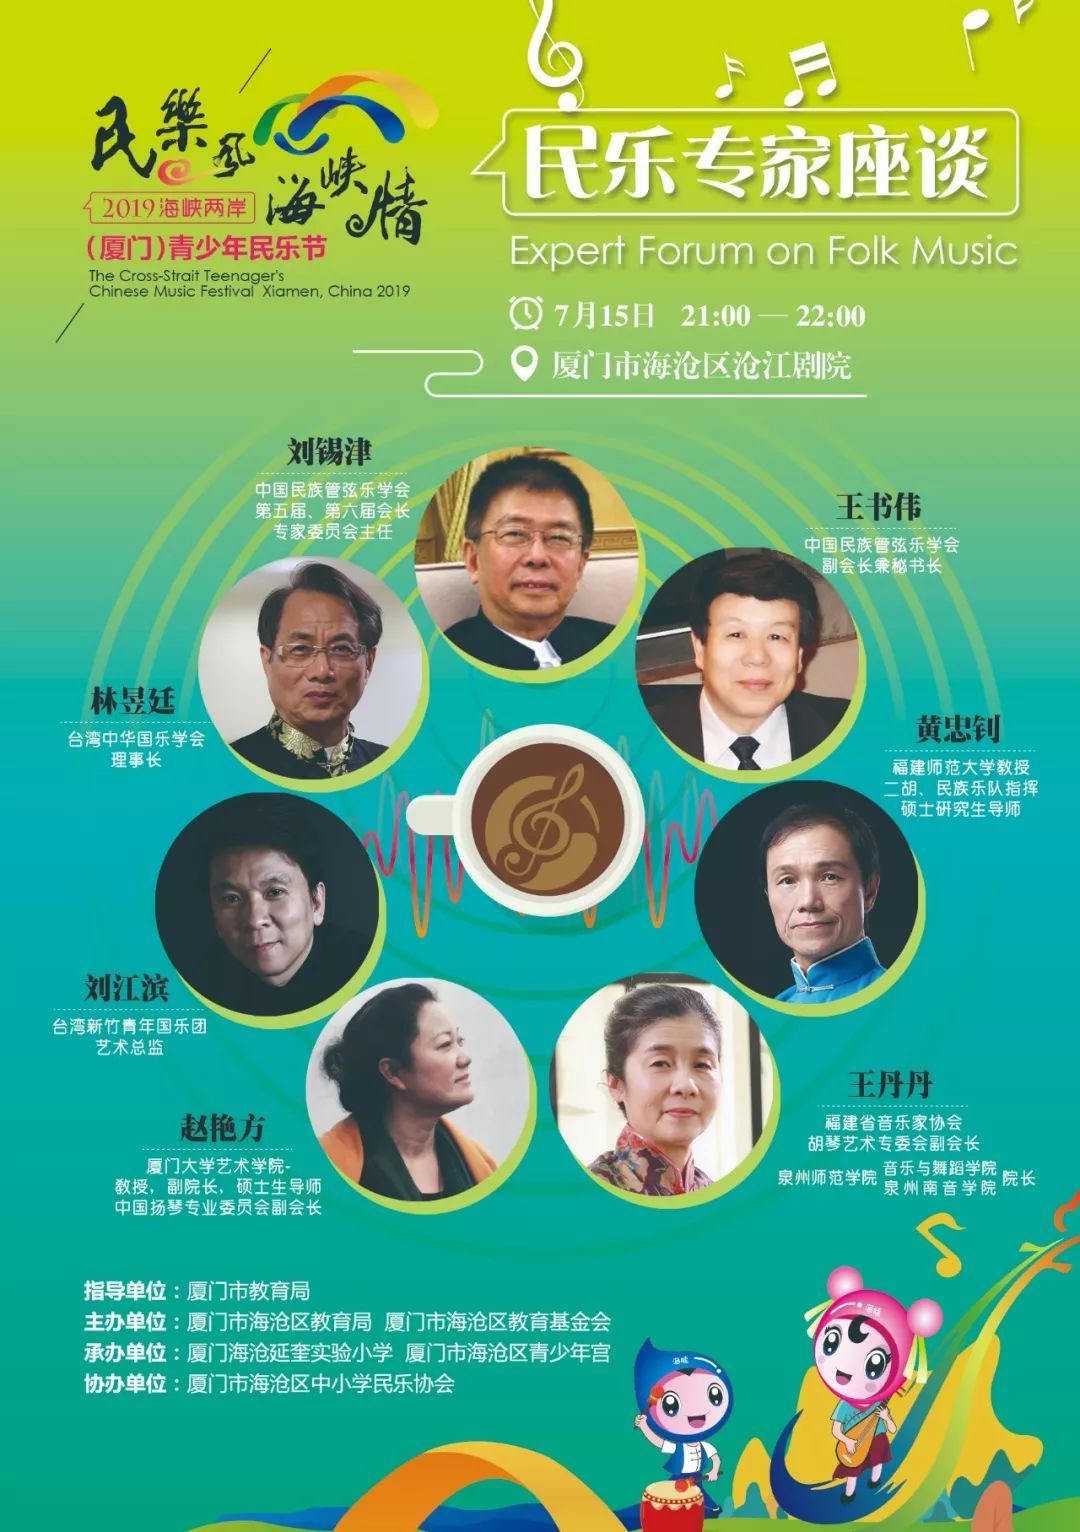 民樂風
海峡情
2019海峡两岸
（厦门）青少年民乐节
The Cross-Strait Teenager's
Chinese Music Festival Xiamen, China 2019
民乐专家座谈
Expert Forum on Folk Music
7月15日 21:00 — 22:00
厦门市海沧区沧江剧院
刘锡津
中国民族管弦乐学会
第五届、第六届会长
专家委员会主任
王书伟
中国民族管弦乐学会
副会长兼秘书长
林昱廷
台湾中华国乐学会
理事长
黄忠钊
福建师范大学教授
二胡、民族乐队指挥
硕士研究生导师
刘江滨
台湾新竹青年国乐团
艺术总监
赵艳方
厦门大学艺术学院-
教授，副院长，硕士生导师
中国扬琴专业委员会副会长
王丹丹
福建省音乐家协会
胡琴艺术专委会副会长
泉州师范学院 音乐与舞蹈学院
泉州南音学院 院长
指导单位：厦门市教育局
主办单位：厦门市海沧区教育局 厦门市海沧区教育基金会
承办单位：厦门海沧延奎实验小学 厦门市海沧区青少年宫
协办单位：厦门市海沧区中小学民乐协会